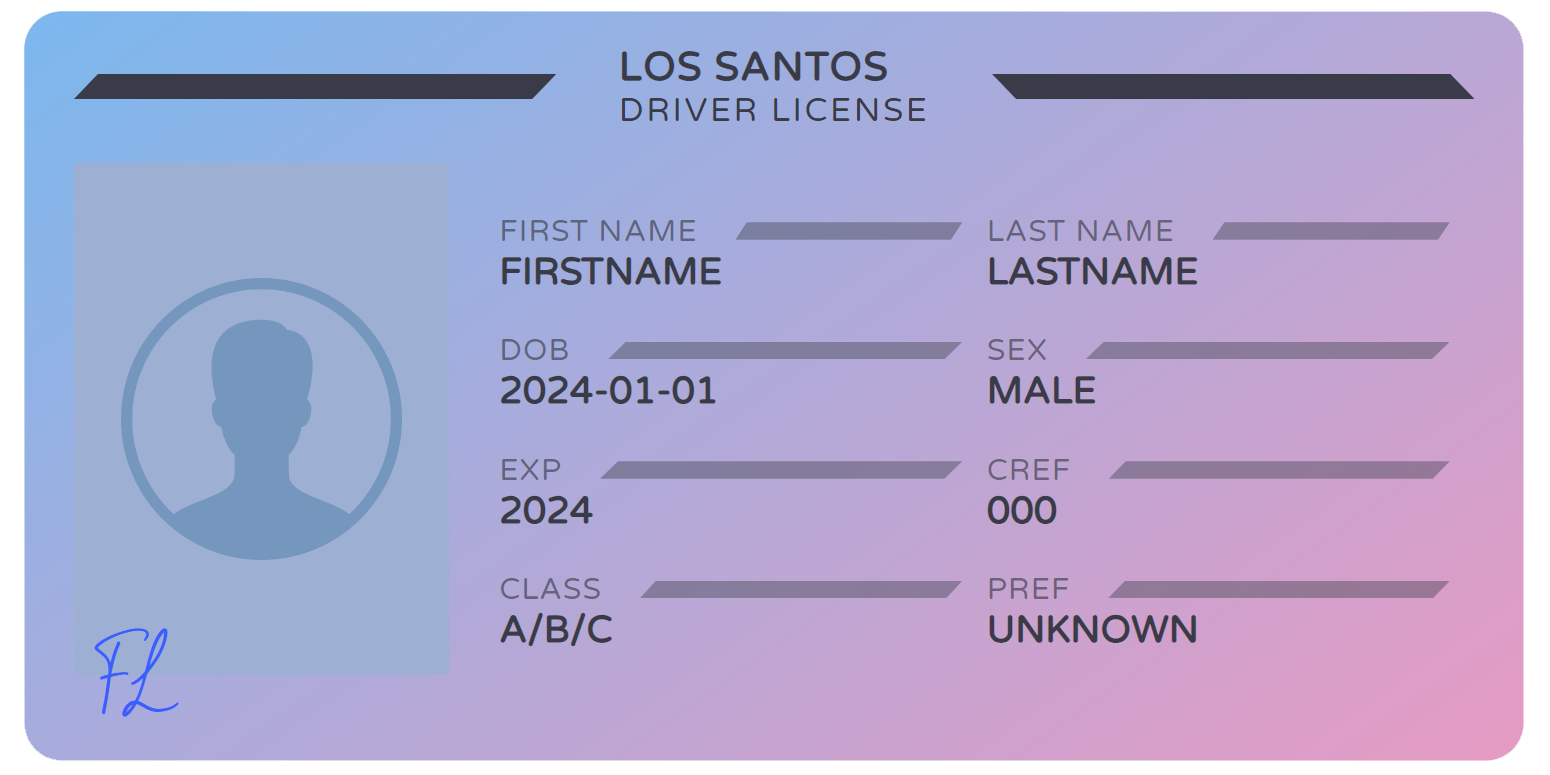 LOS SANTOS
DRIVER LICENSE
FIRST NAME
FIRSTNAME
LAST NAME
LASTNAME
DOB
2024-01-01
SEX
MALE
EXP
2024
CREF
000
CLASS
A/B/C
PREF
UNKNOWN
FL